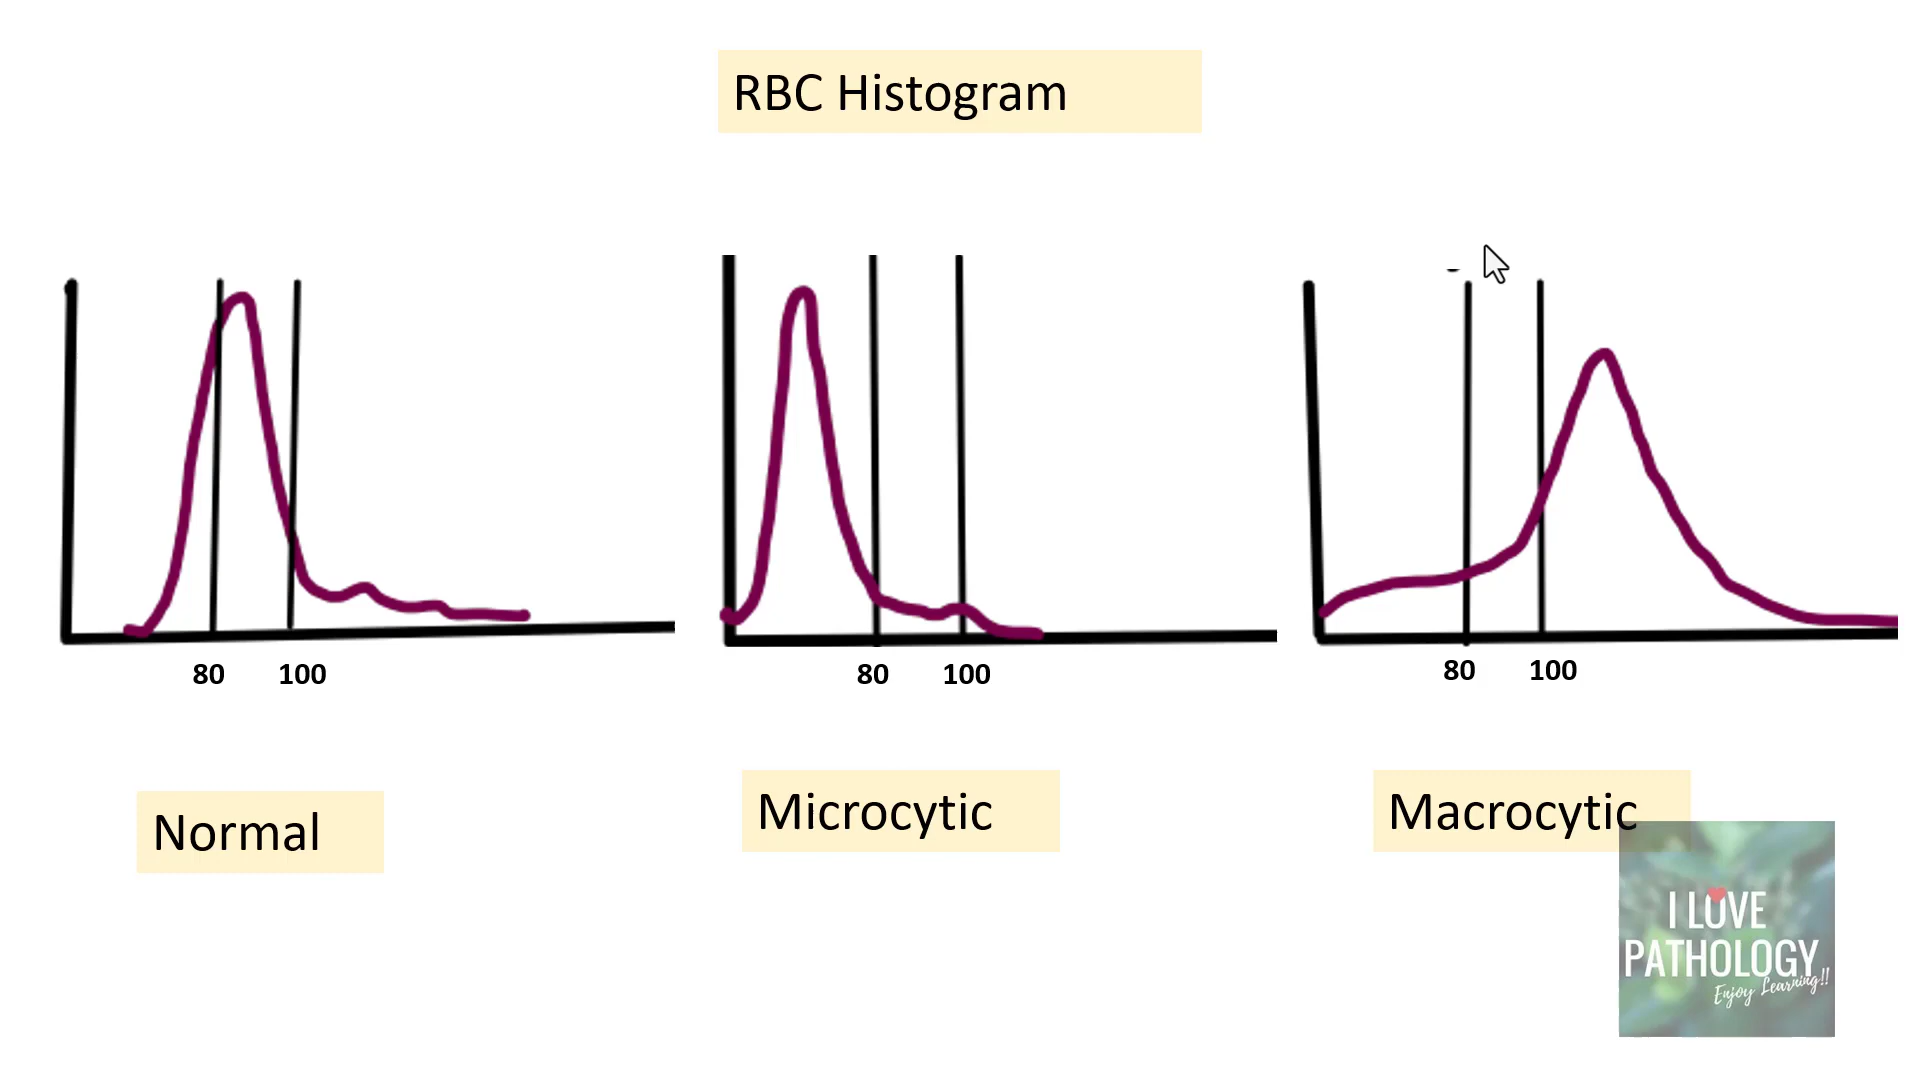 RBC Histogram
80 100
80 100
80 100
Normal
Microcytic
Macrocytic
I LOVE
PATHOLOGY
Enjoy Learning!!